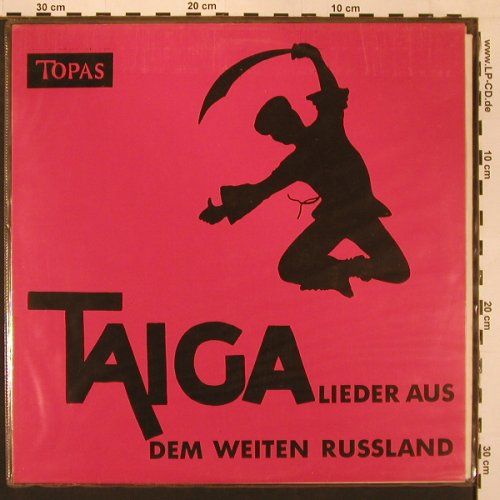 30 cm
20 cm
10 cm
TOPAS
www.LP-CD.de
10 cm
20 cm
30 cm
TAIGA LIEDER AUS
DEM WEITEN RUSSLAND